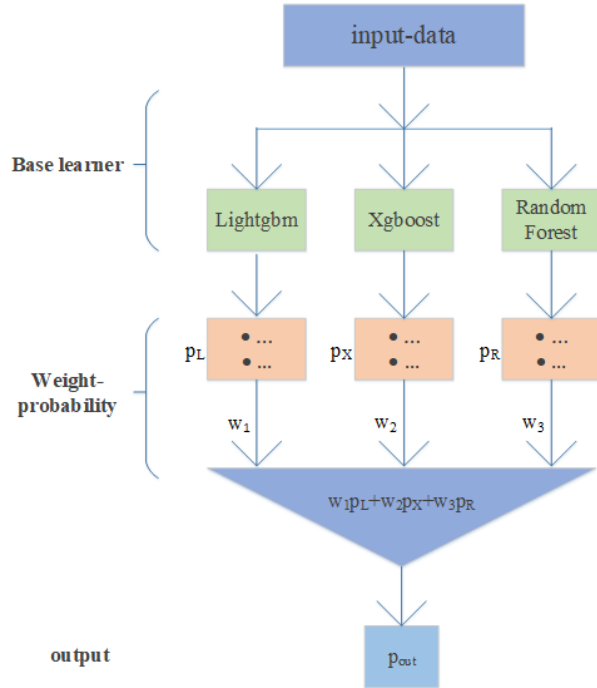 input-data
Base learner
Lightgbm
Xgboost
Random
Forest
• ...
• ...
• ...
• ...
• ...
• ...
pL
pX
pR
Weight-
probability
w1
w2
w3
w1pL+w2pX+w3pR
output
pout